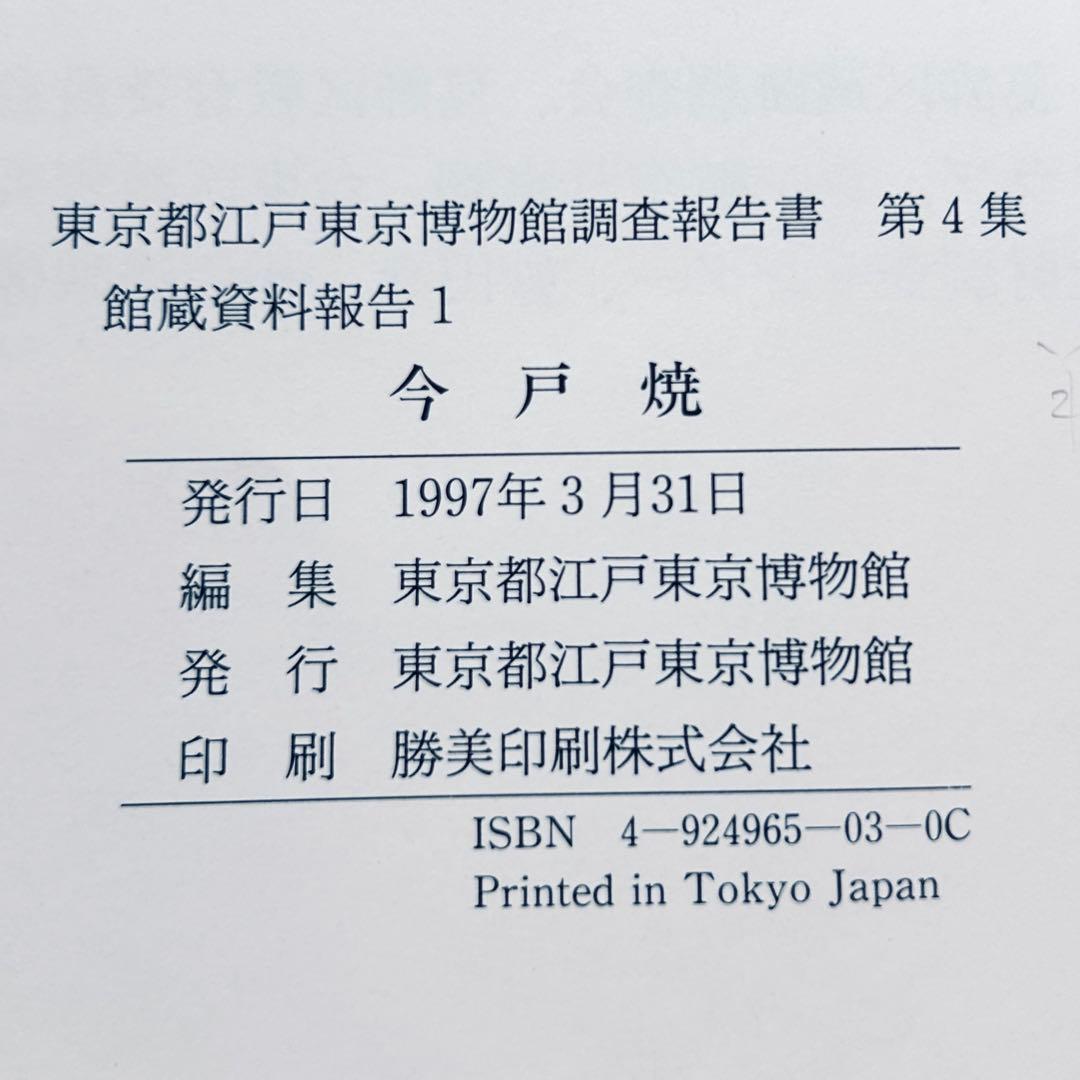 東京都江戸東京博物館調査報告書　第4集
館蔵資料報告1
今　戸　焼
発行日　1997年3月31日
編　集　東京都江戸東京博物館
発　行　東京都江戸東京博物館
印　刷　勝美印刷株式会社
ISBN　4―924965―03―0C
Printed in Tokyo Japan